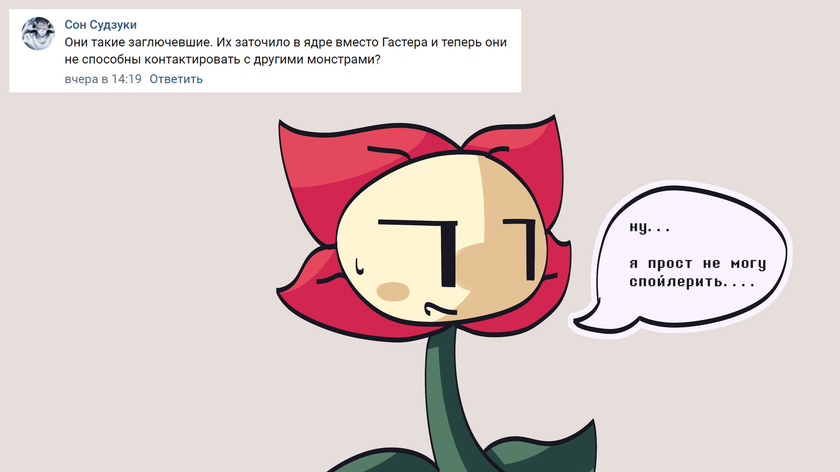 Сон Судзуки
Они такие заглючевшие. Их заточило в ядре вместо Гастера и теперь они
не способны контактировать с другими монстрами?
вчера в 14:19 Ответить
ну...
я прост не могу
спойлерить....